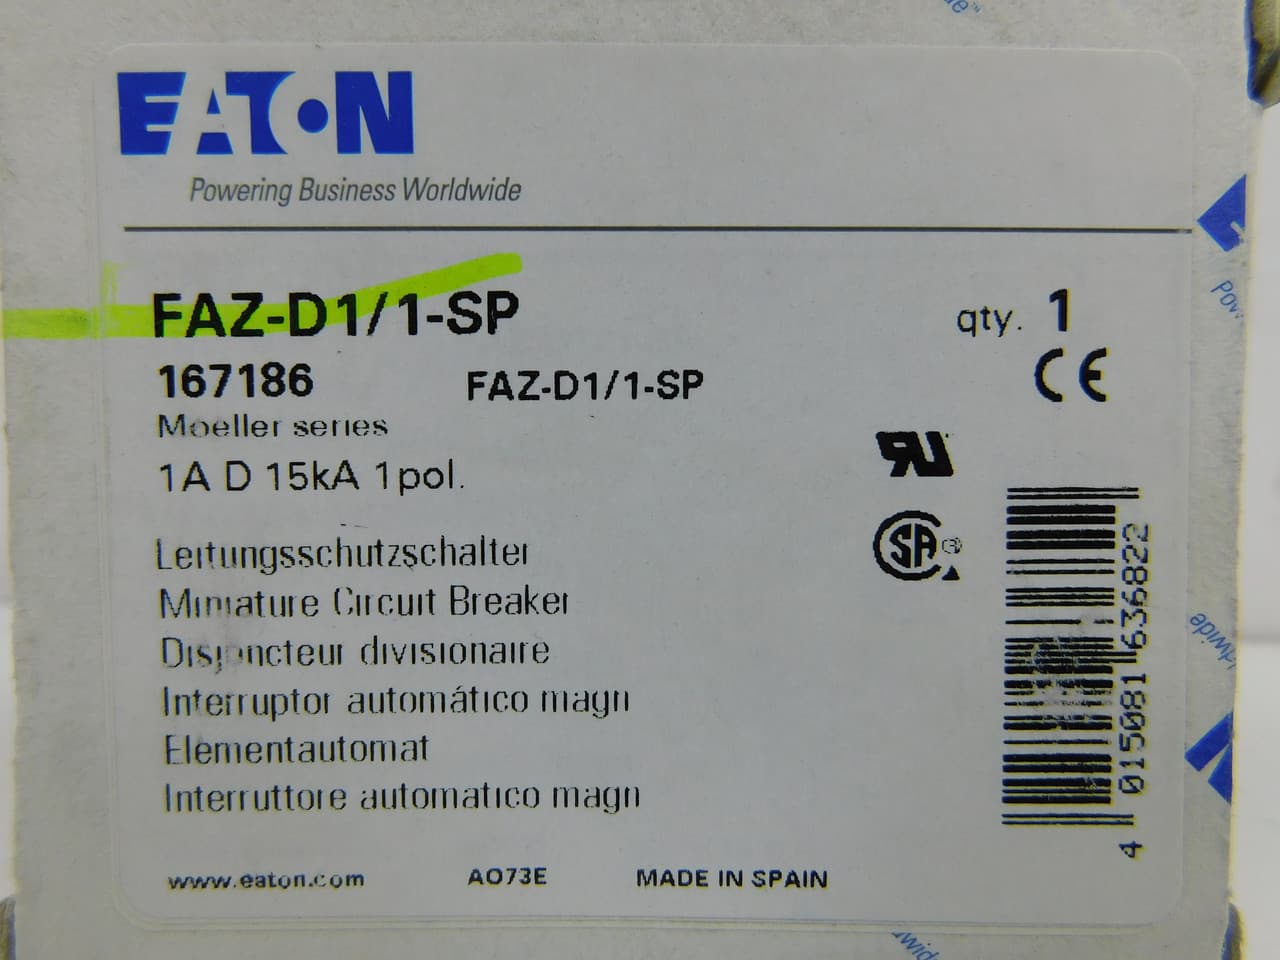 EATON
Powering Business Worldwide
FAZ-D1/1-SP
qty. 1
167186 FAZ-D1/1-SP
CE
Moeller series
1A D 15kA 1pol.
Leitungsschutzschalter
Miniature Circuit Breaker
Disjoncteur divisionaire
Interruptor automático magn
Elementautomat
Interruttore automatico magn
4 015081 636822
www.eaton.com AO73E MADE IN SPAIN